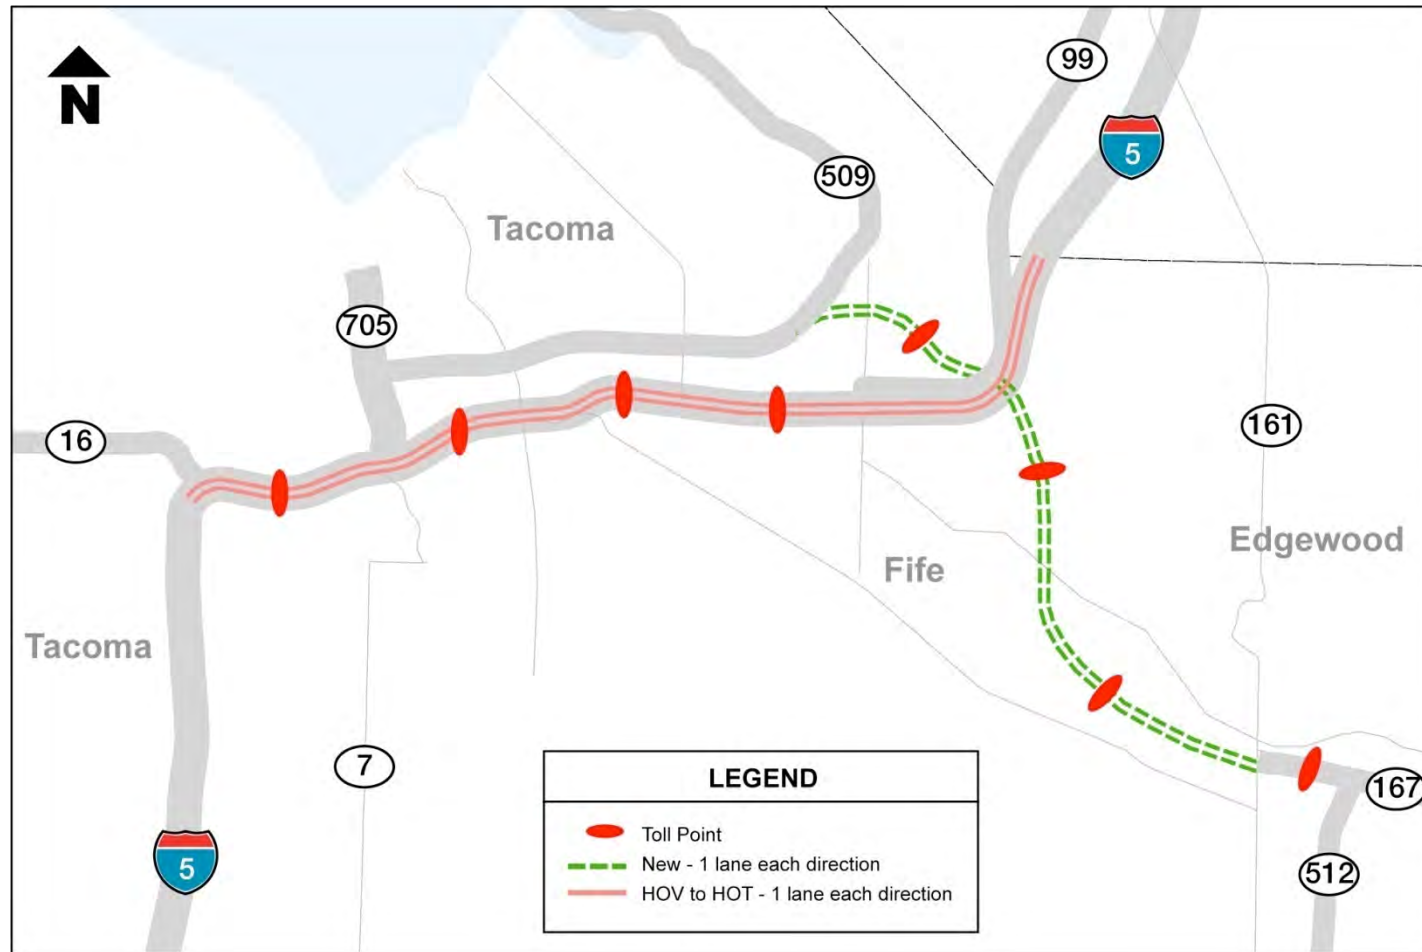 N
99
5
509
Tacoma
705
16
161
Edgewood
Fife
Tacoma
7
LEGEND
Toll Point
New - 1 lane each direction
HOV to HOT - 1 lane each direction
167
5
512